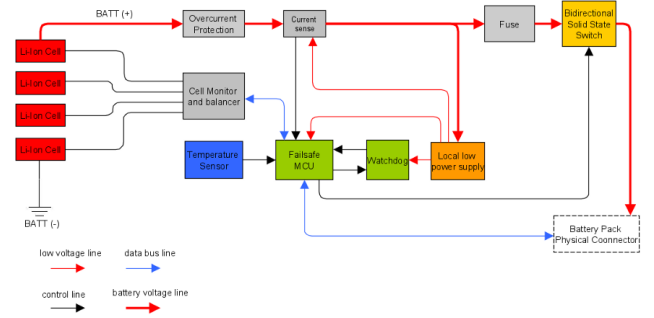 BATT (+)
Overcurrent
Protection
Current
sense
Fuse
Bidirectional
Solid State
Switch
Li-Ion Cell
Li-Ion Cell
Li-Ion Cell
Li-Ion Cell
Cell Monitor
and balancer
Temperature
Sensor
Failsafe
MCU
Watchdog
Local low
power supply
BATT (-)
Battery Pack
Physical Coonnector
low voltage line
data bus line
control line
battery voltage line